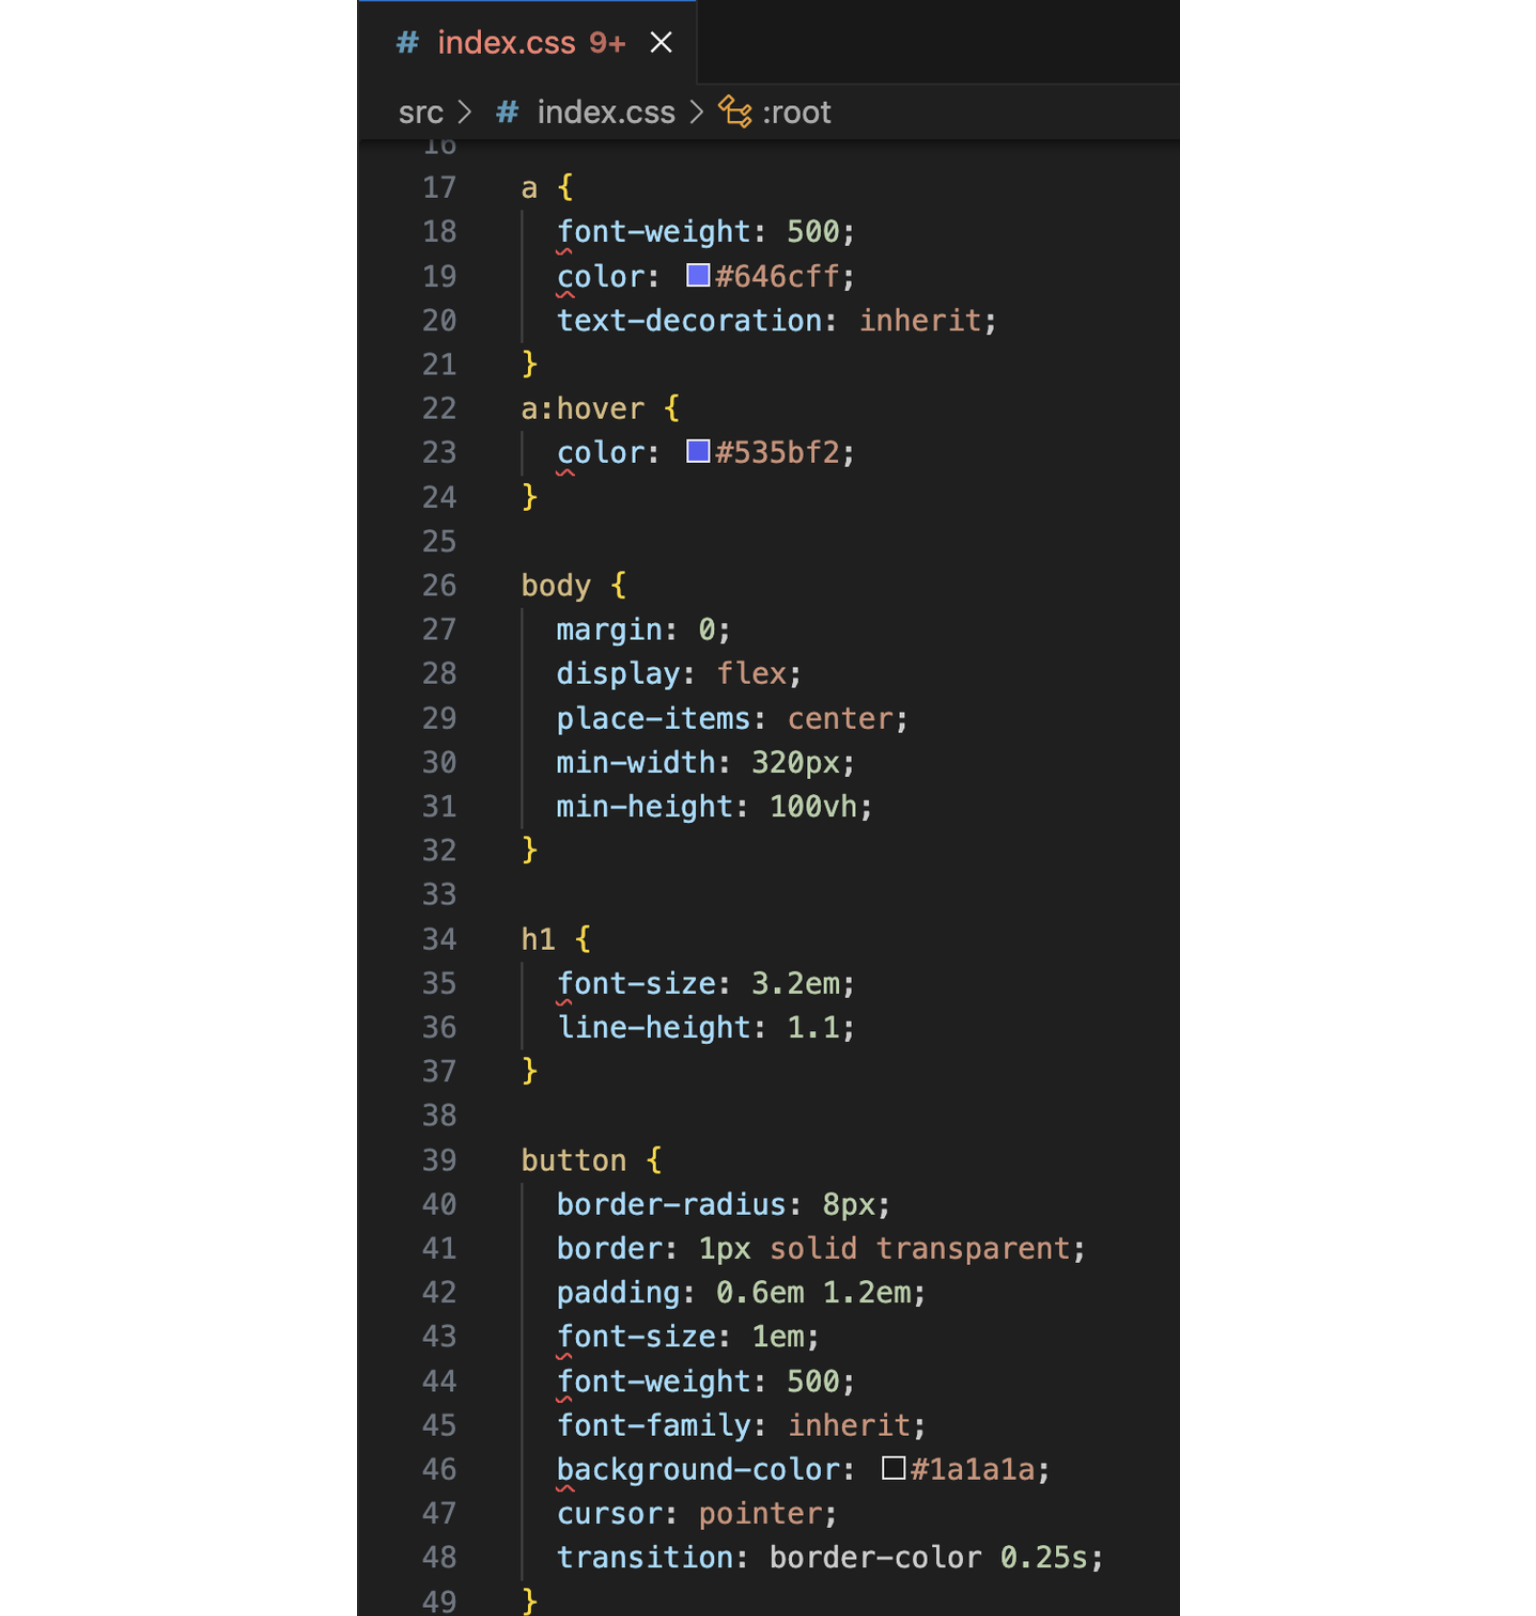 # index.css 9+ ×
src > # index.css > :root
16
17 a {
18 font-weight: 500;
19 color: #646cff;
20 text-decoration: inherit;
21 }
22 a:hover {
23 color: #535bf2;
24 }
25
26 body {
27 margin: 0;
28 display: flex;
29 place-items: center;
30 min-width: 320px;
31 min-height: 100vh;
32 }
33
34 h1 {
35 font-size: 3.2em;
36 line-height: 1.1;
37 }
38
39 button {
40 border-radius: 8px;
41 border: 1px solid transparent;
42 padding: 0.6em 1.2em;
43 font-size: 1em;
44 font-weight: 500;
45 font-family: inherit;
46 background-color: #1a1a1a;
47 cursor: pointer;
48 transition: border-color 0.25s;
49 }